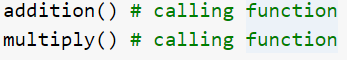 addition() # calling function
multiply() # calling function